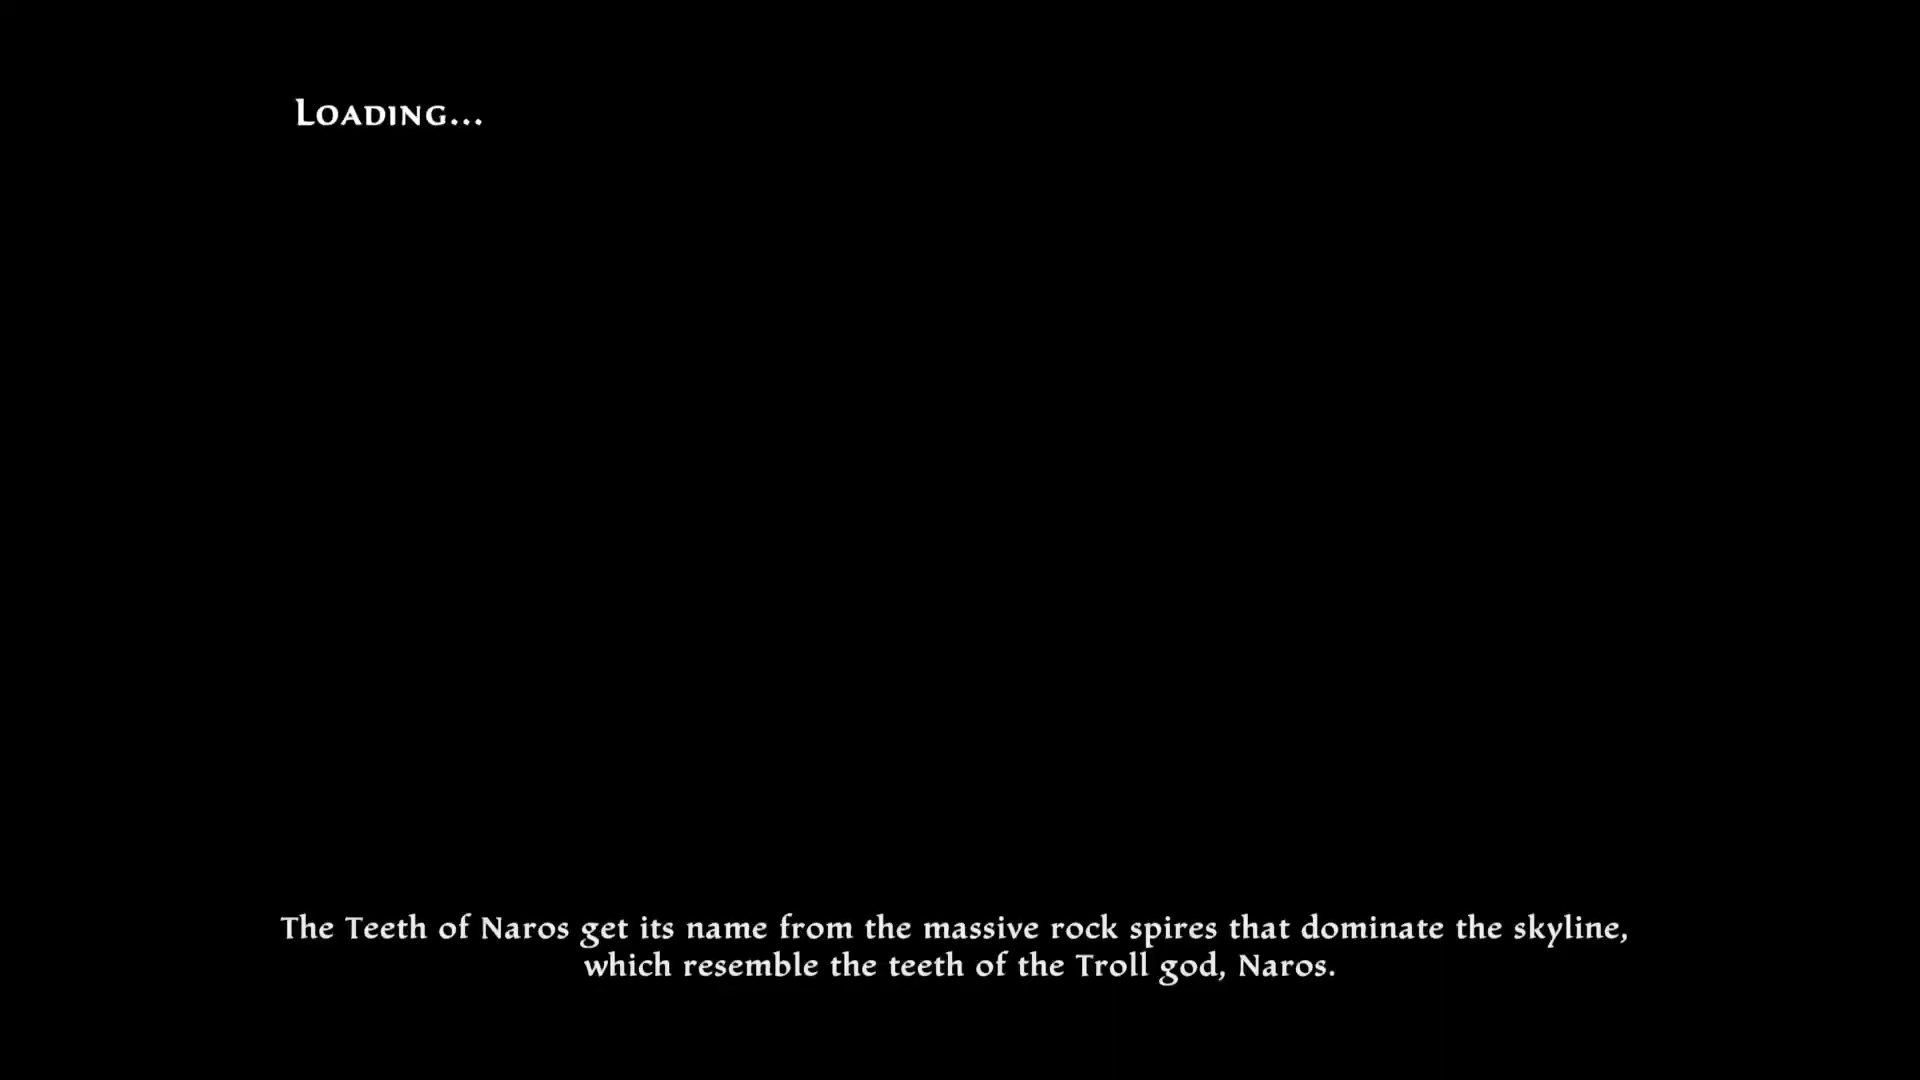 Loading...
The Teeth of Naros get its name from the massive rock spires that dominate the skyline,
which resemble the teeth of the Troll god, Naros.